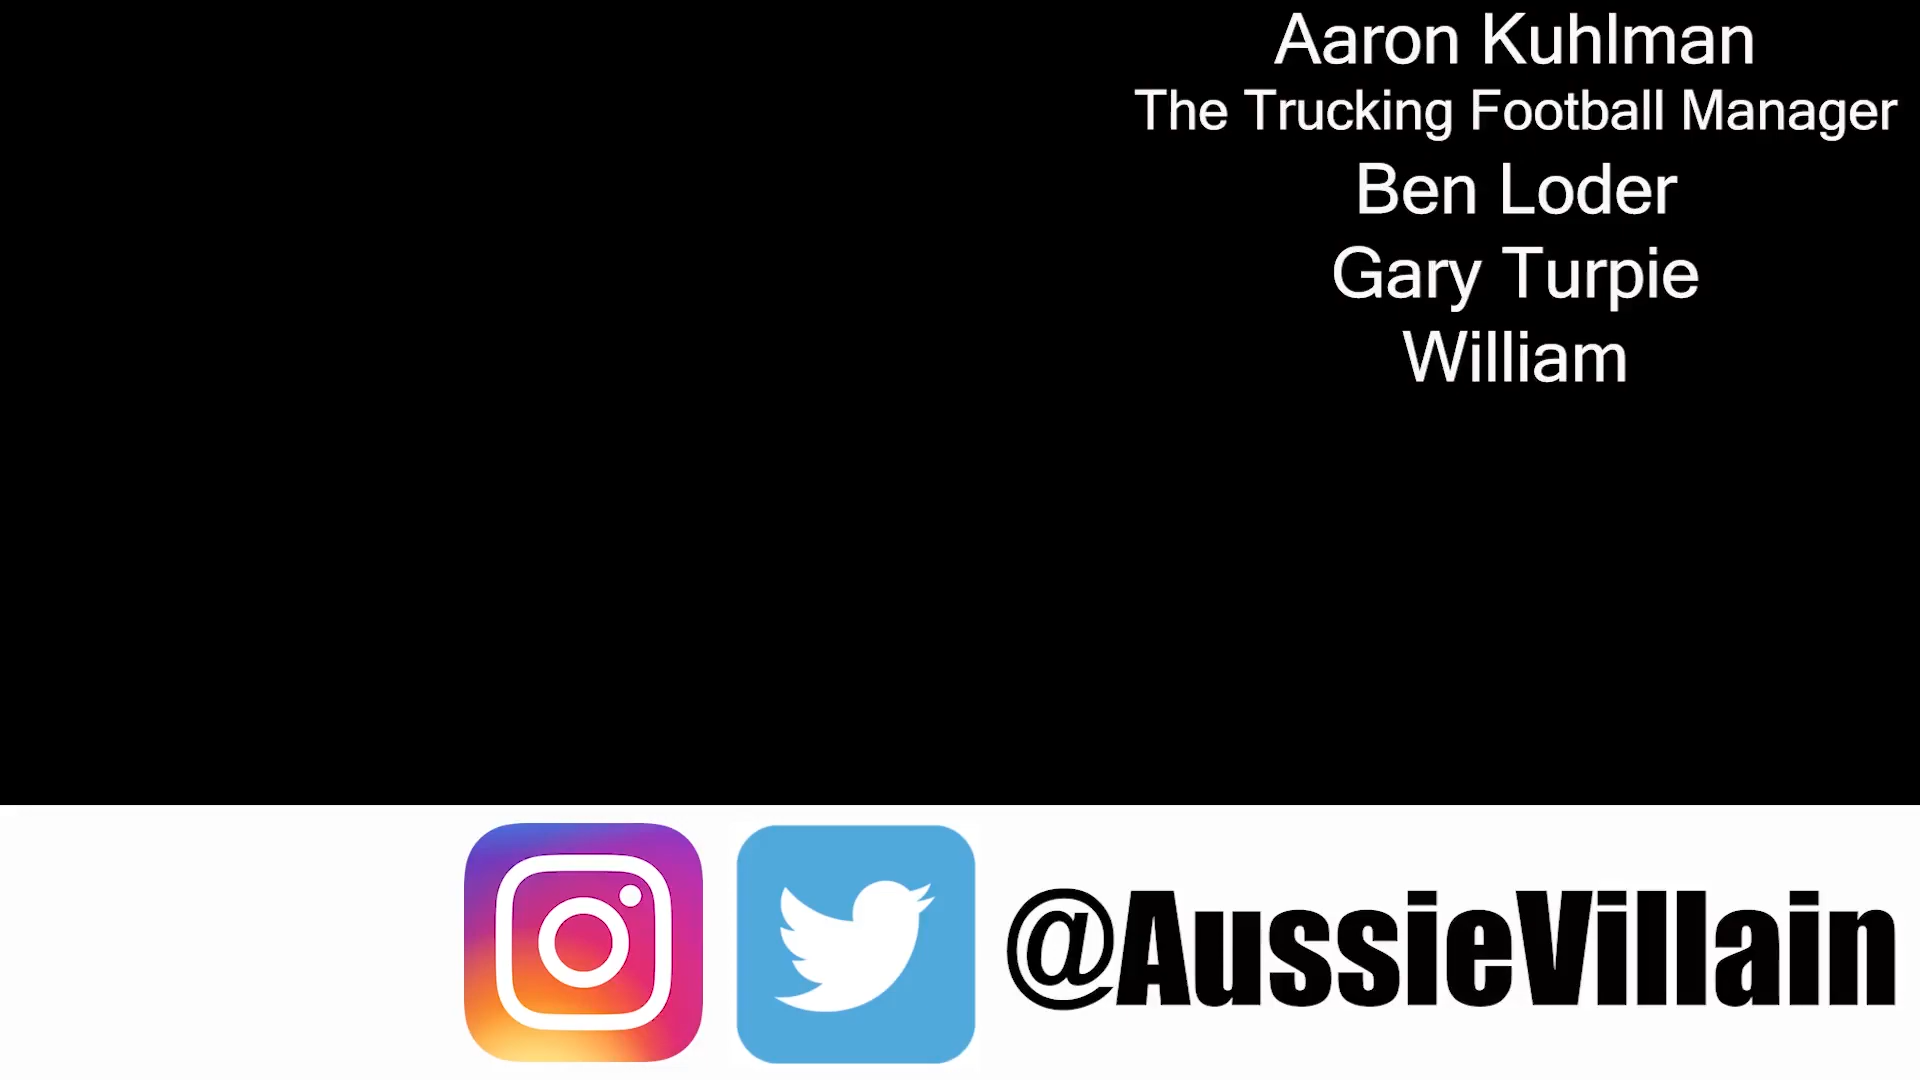 Aaron Kuhlman
The Trucking Football Manager
Ben Loder
Gary Turpie
William
@AussieVillain